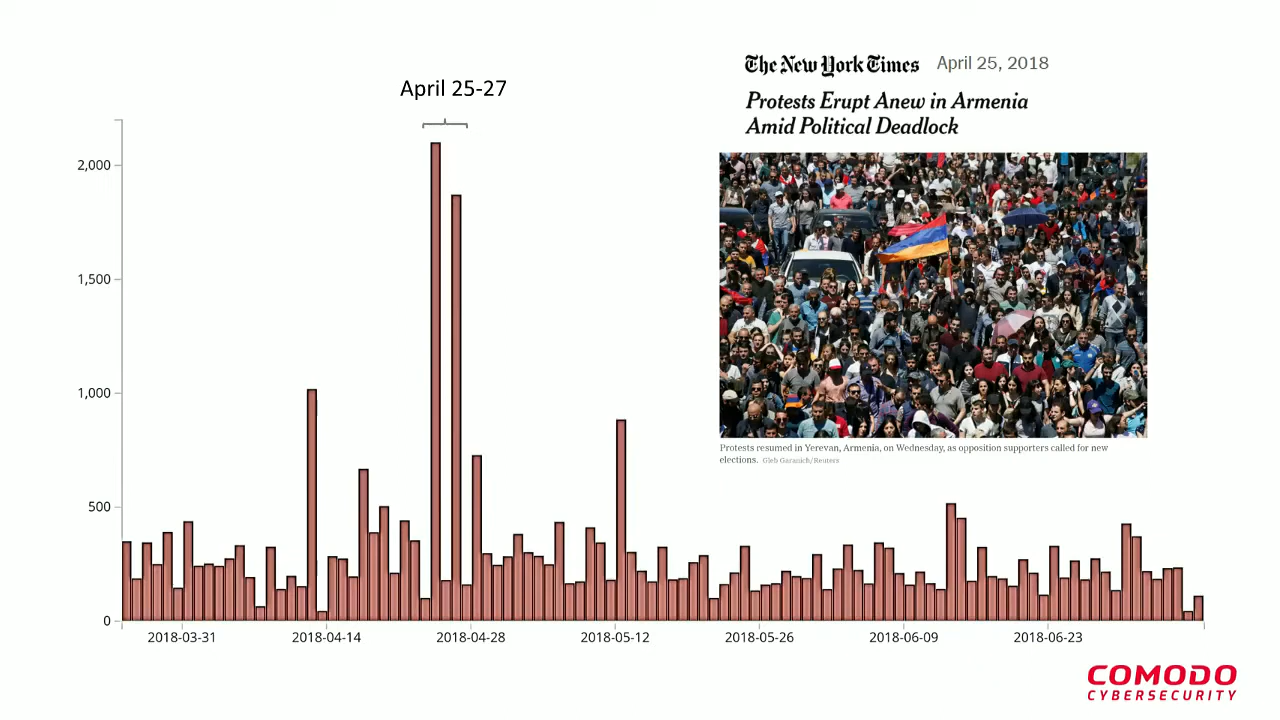 The New York Times April 25, 2018
Protests Erupt Anew in Armenia
Amid Political Deadlock
April 25-27
2,000
1,500
1,000
500
0
2018-03-31 2018-04-14 2018-04-28 2018-05-12 2018-05-26 2018-06-09 2018-06-23
Protests resumed in Yerevan, Armenia, on Wednesday, as opposition supporters called for new
elections. Gleb Garanich/Reuters
COMODO
CYBERSECURITY